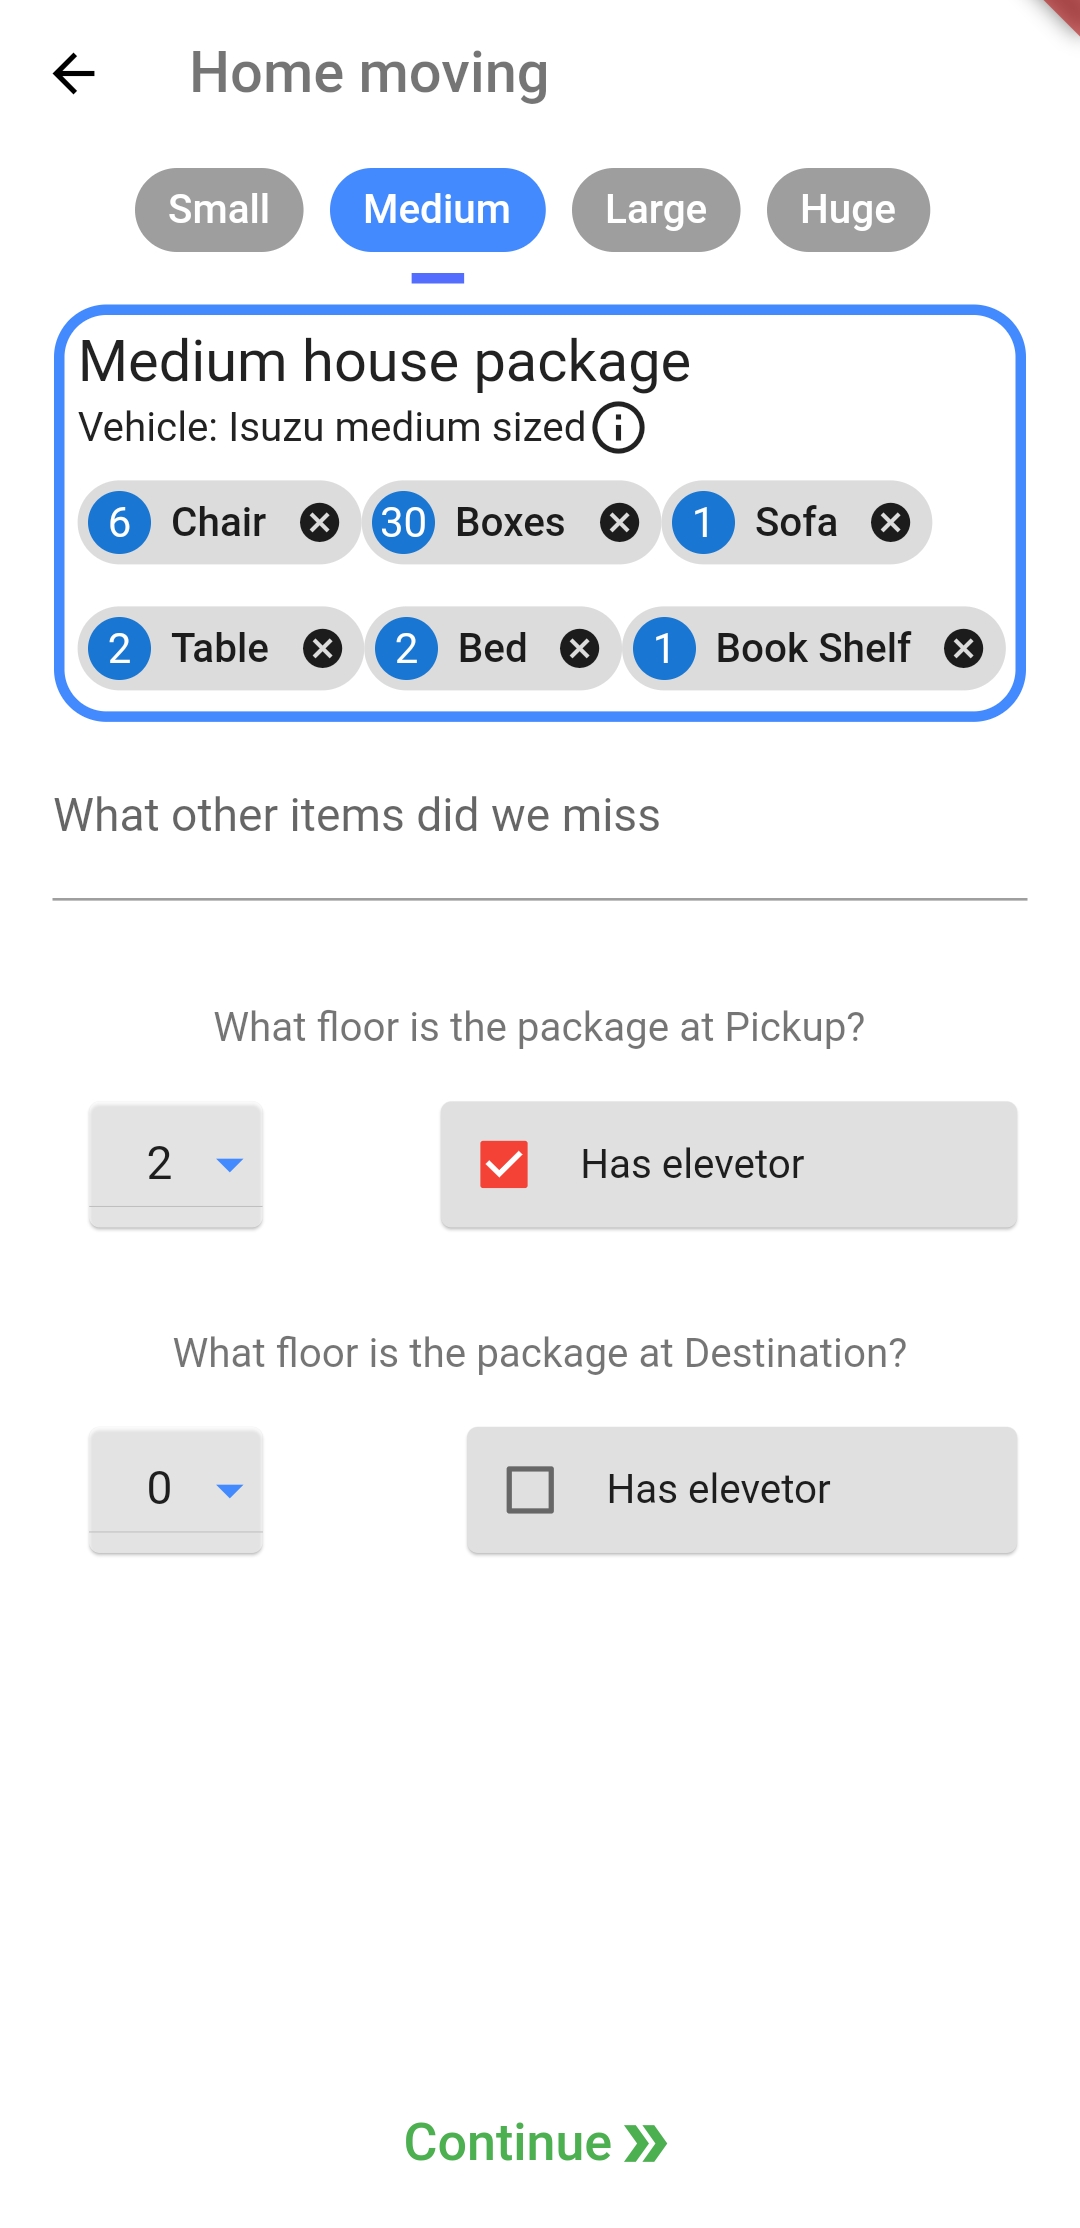 Home moving
Small Medium Large Huge
Medium house package
Vehicle: Isuzu medium sized
6 Chair 30 Boxes 1 Sofa
2 Table 2 Bed 1 Book Shelf
What other items did we miss
What floor is the package at Pickup?
2 Has elevetor
What floor is the package at Destination?
0 Has elevetor
Continue